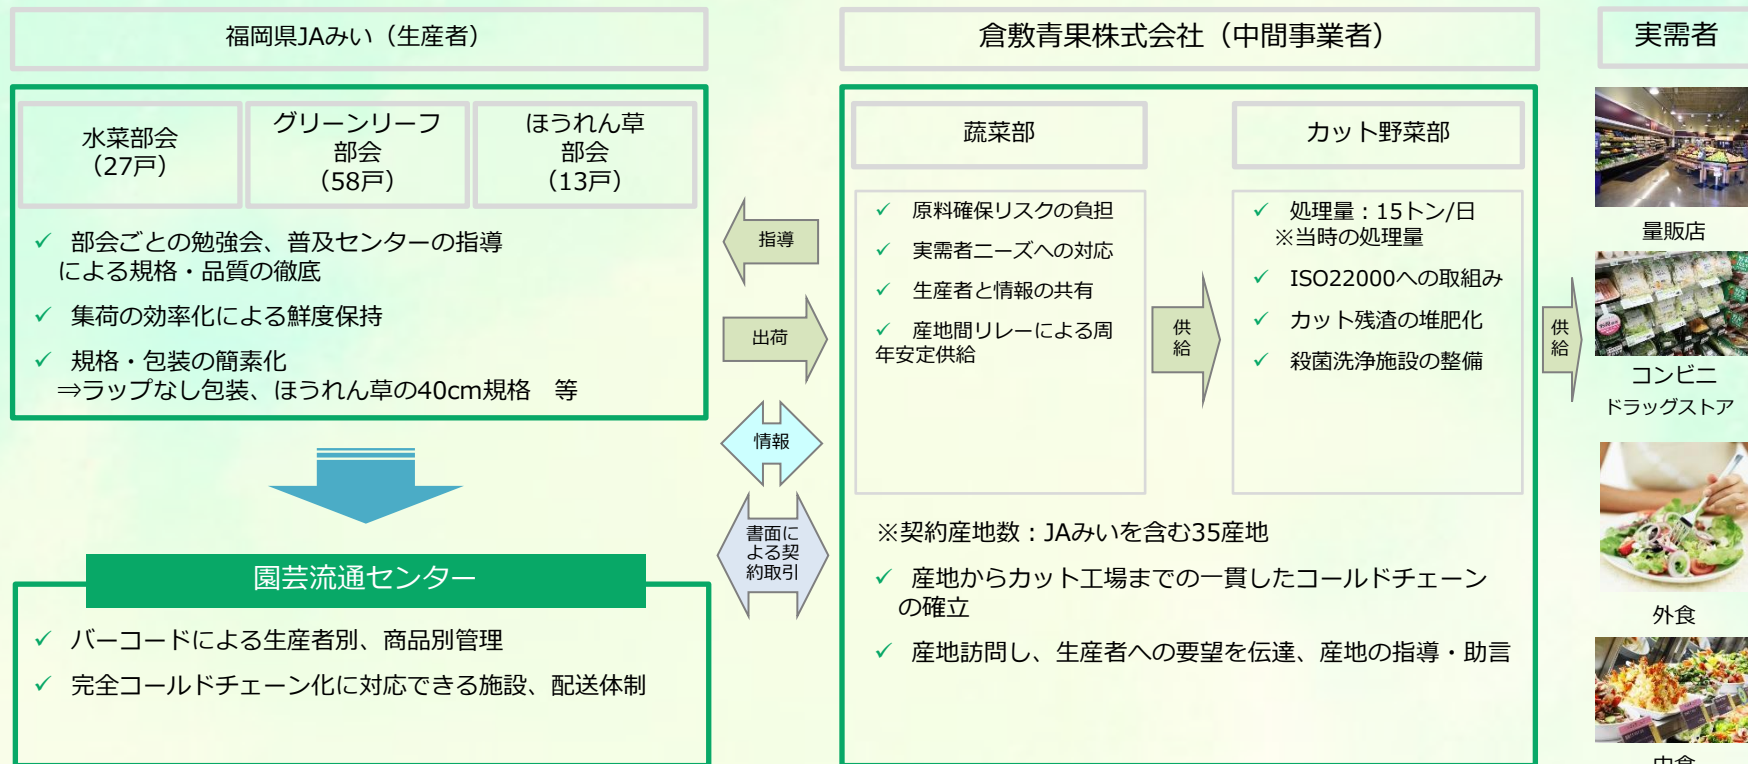 福岡県JAみい（生産者）
水菜部会
（27戸）
グリーンリーフ
部会
（58戸）
ほうれん草
部会
（13戸）
✓ 部会ごとの勉強会、普及センターの指導
による規格・品質の徹底
✓ 集荷の効率化による鮮度保持
✓ 規格・包装の簡素化
⇒ラップなし包装、ほうれん草の40cm規格　等
園芸流通センター
✓ バーコードによる生産者別、商品別管理
✓ 完全コールドチェーン化に対応できる施設、配送体制
指導
出荷
情報
書面に
よる契
約取引
倉敷青果株式会社（中間事業者）
蔬菜部
✓ 原料確保リスクの負担
✓ 実需者ニーズへの対応
✓ 生産者と情報の共有
✓ 産地間リレーによる周
年安定供給
供
給
カット野菜部
✓ 処理量：15トン/日
※当時の処理量
✓ ISO22000への取組み
✓ カット残渣の堆肥化
✓ 殺菌洗浄施設の整備
※契約産地数：JAみいを含む35産地
✓ 産地からカット工場までの一貫したコールドチェーン
の確立
✓ 産地訪問し、生産者への要望を伝達、産地の指導・助言
供
給
実需者
量販店
コンビニ
ドラッグストア
外食
中食